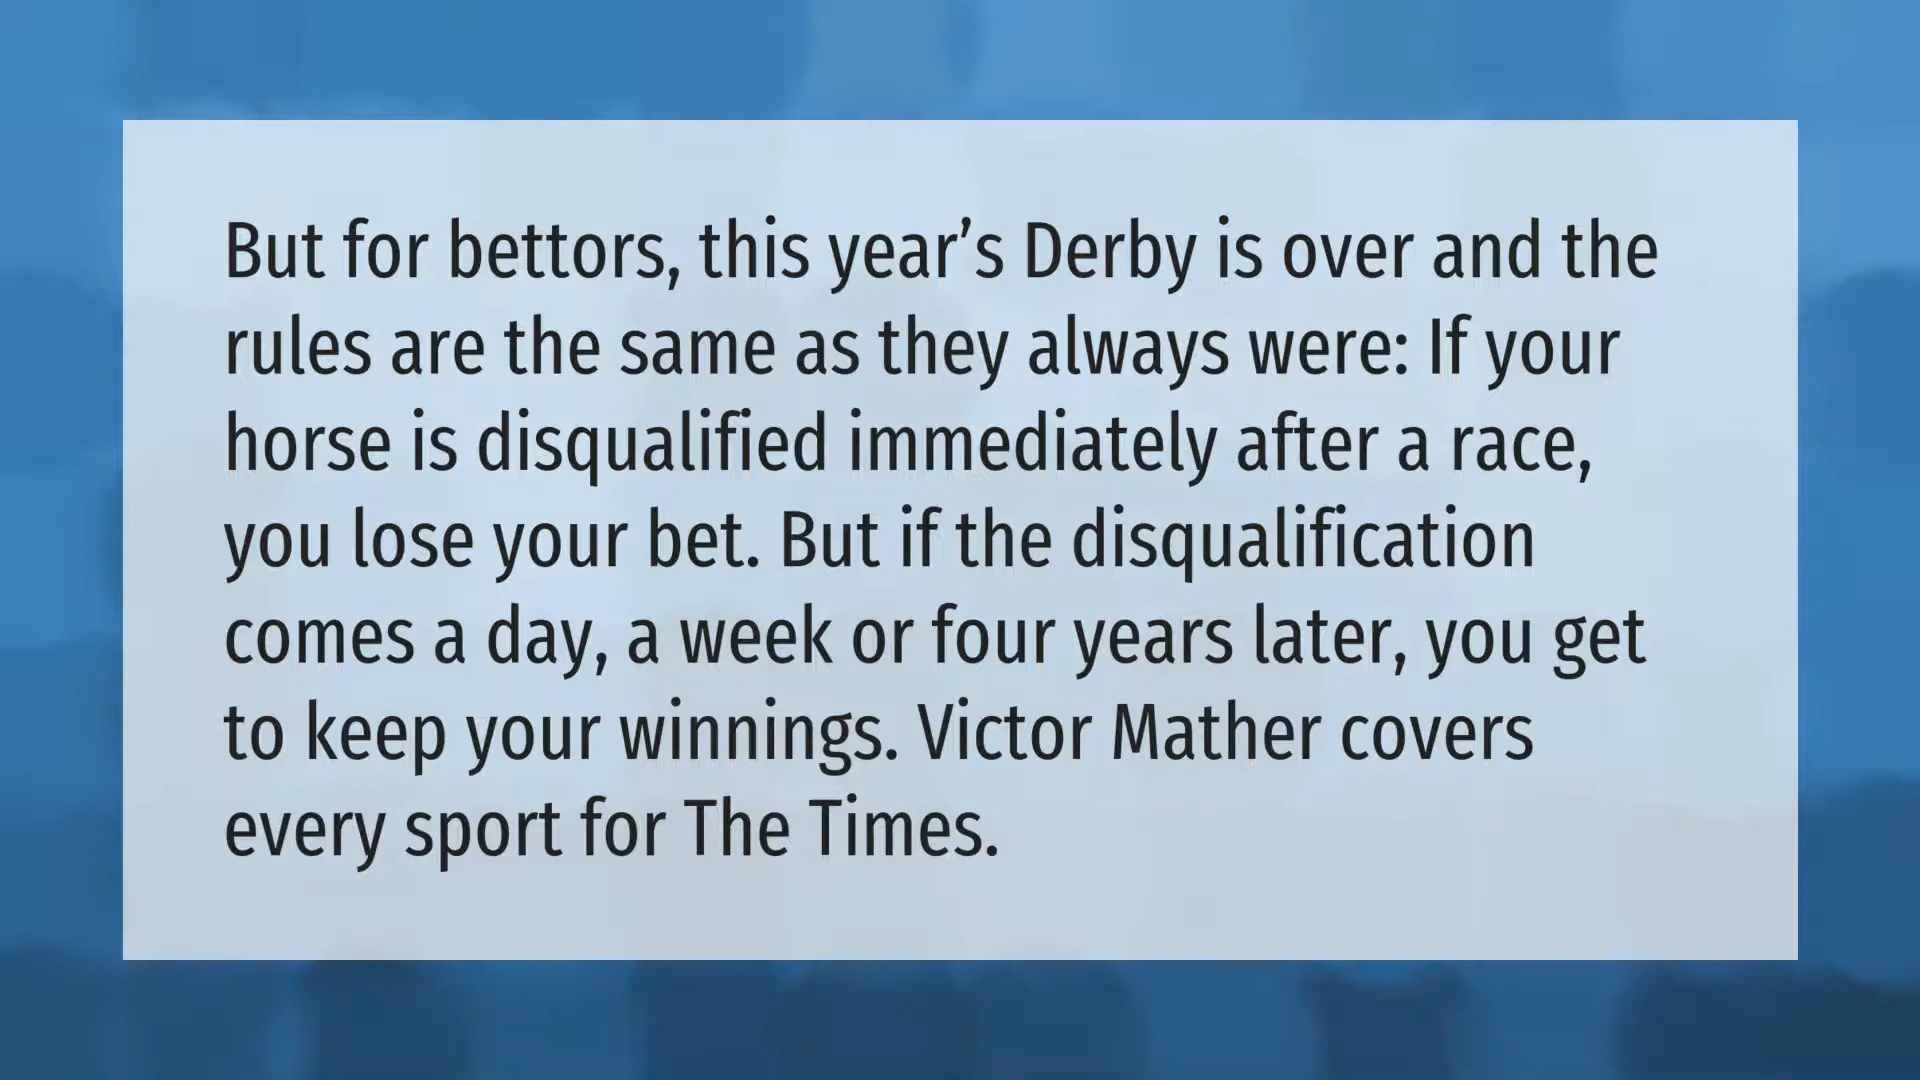 But for bettors, this year’s Derby is over and the
rules are the same as they always were: If your
horse is disqualified immediately after a race,
you lose your bet. But if the disqualification
comes a day, a week or four years later, you get
to keep your winnings. Victor Mather covers
every sport for The Times.